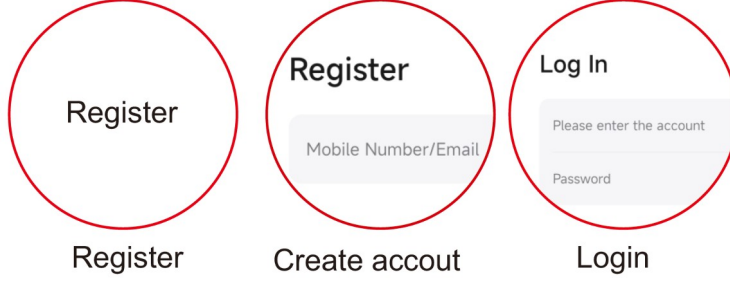 Register
Register
Mobile Number/Email
Log In
Please enter the account
Password
Register
Create accout
Login